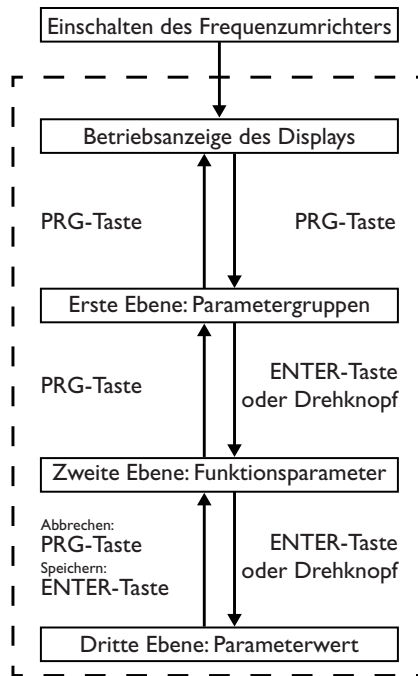 Einschalten des Frequenzumrichters
Betriebsanzeige des Displays
PRG-Taste
PRG-Taste
Erste Ebene: Parametergruppen
PRG-Taste
ENTER-Taste
oder Drehknopf
Zweite Ebene: Funktionsparameter
Abbrechen:
PRG-Taste
Speichern:
ENTER-Taste
ENTER-Taste
oder Drehknopf
Dritte Ebene: Parameterwert